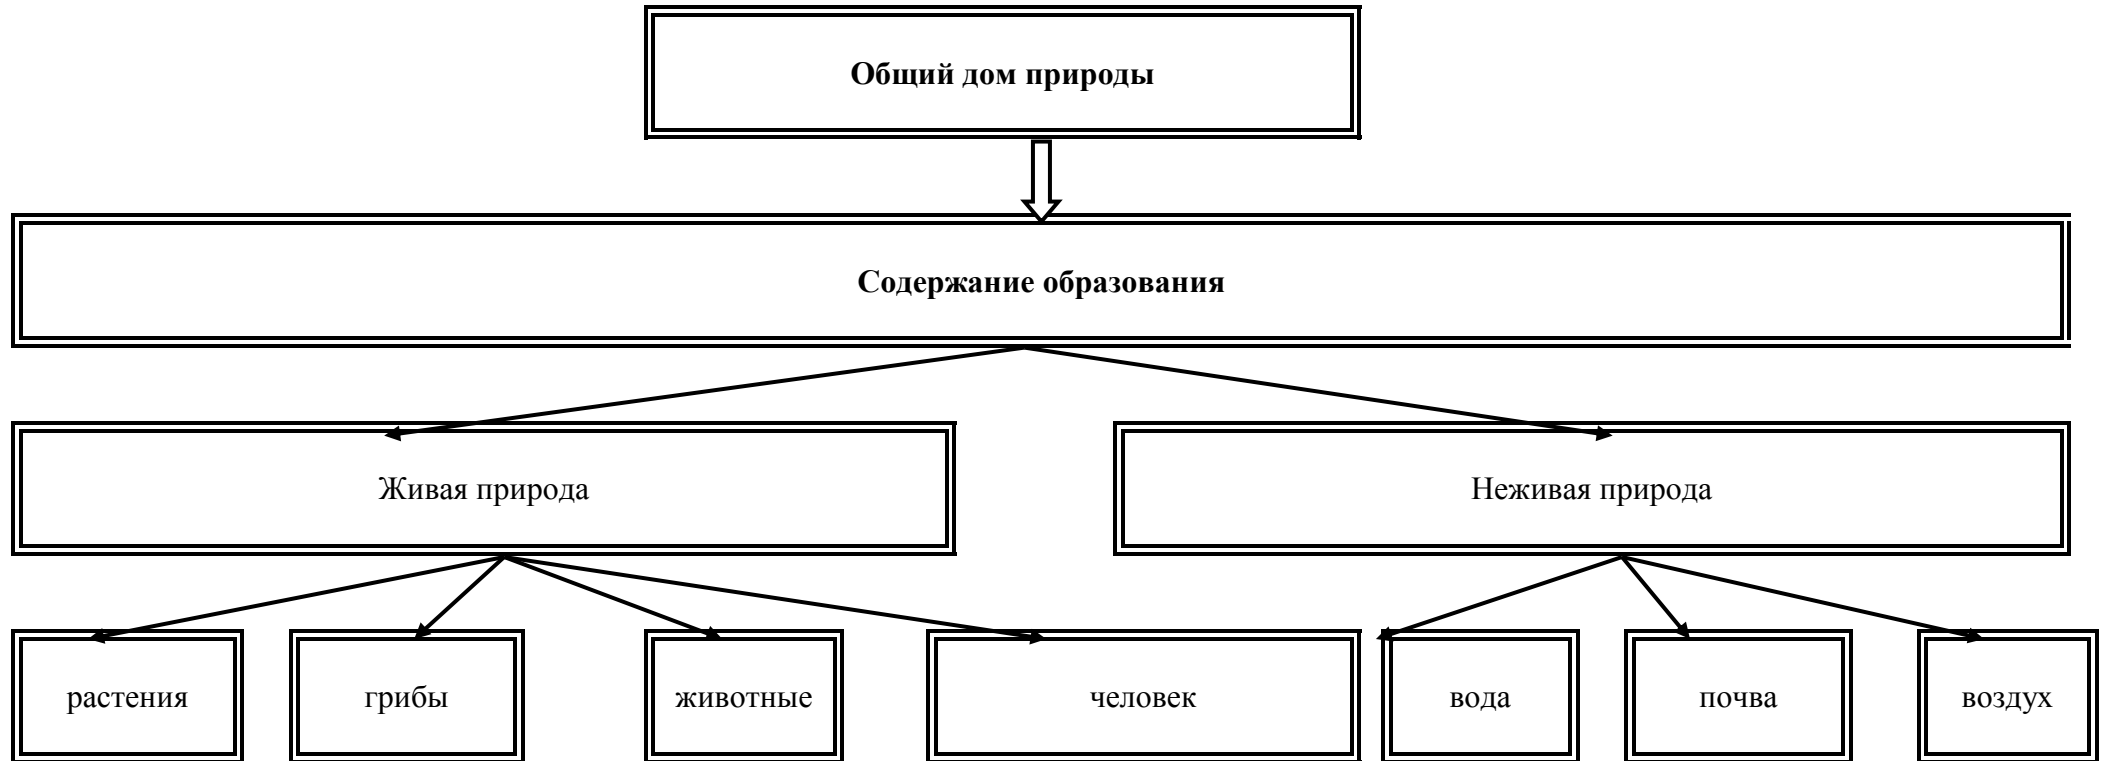 Общий дом природы
Содержание образования
Живая природа
Неживая природа
растения
грибы
животные
человек
вода
почва
воздух